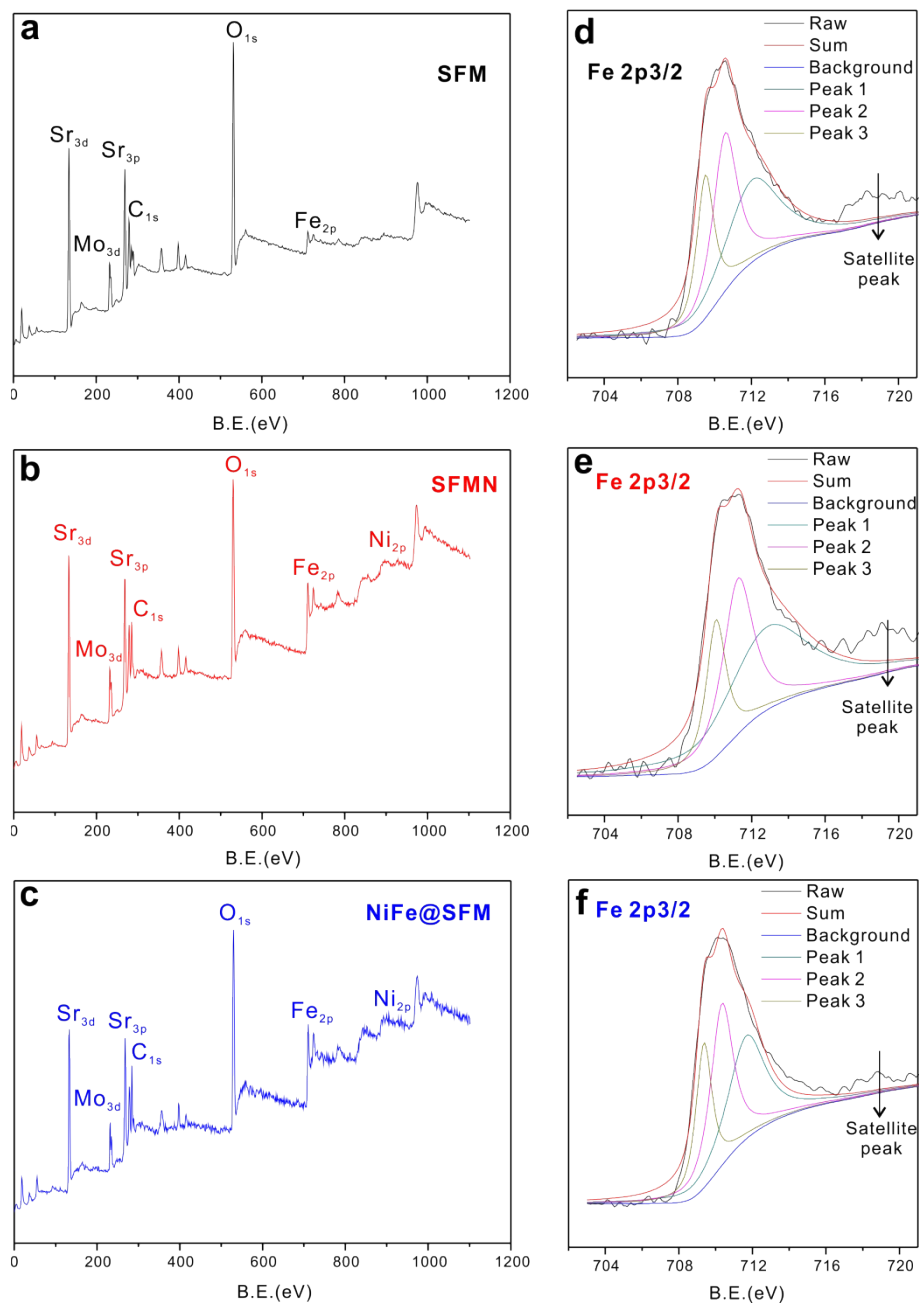 a
O1s
SFM
Sr3d
Sr3p
C1s
Mo3d
Fe2p
0 200 400 600 800 1000 1200
B.E.(eV)
d
Fe 2p3/2
Raw
Sum
Background
Peak 1
Peak 2
Peak 3
Satellite
peak
704 708 712 716 720
B.E.(eV)
b
O1s
SFMN
Sr3d
Sr3p
Ni2p
Fe2p
C1s
Mo3d
0 200 400 600 800 1000 1200
B.E.(eV)
e
Fe 2p3/2
Raw
Sum
Background
Peak 1
Peak 2
Peak 3
Satellite
peak
704 708 712 716 720
B.E.(eV)
c
O1s
NiFe@SFM
Sr3d
Sr3p
Ni2p
Fe2p
C1s
Mo3d
0 200 400 600 800 1000 1200
B.E.(eV)
f
Fe 2p3/2
Raw
Sum
Background
Peak 1
Peak 2
Peak 3
Satellite
peak
704 708 712 716 720
B.E.(eV)